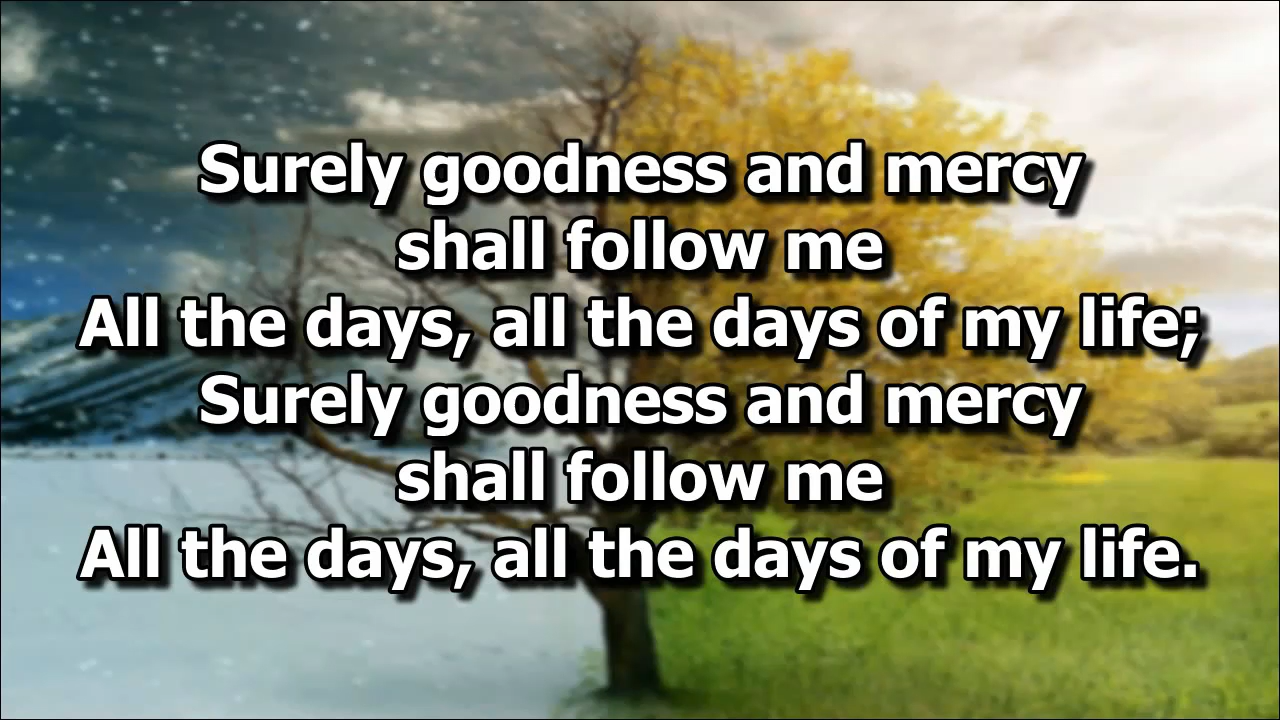 Surely goodness and mercy
shall follow me
All the days, all the days of my life;
Surely goodness and mercy
shall follow me
All the days, all the days of my life.